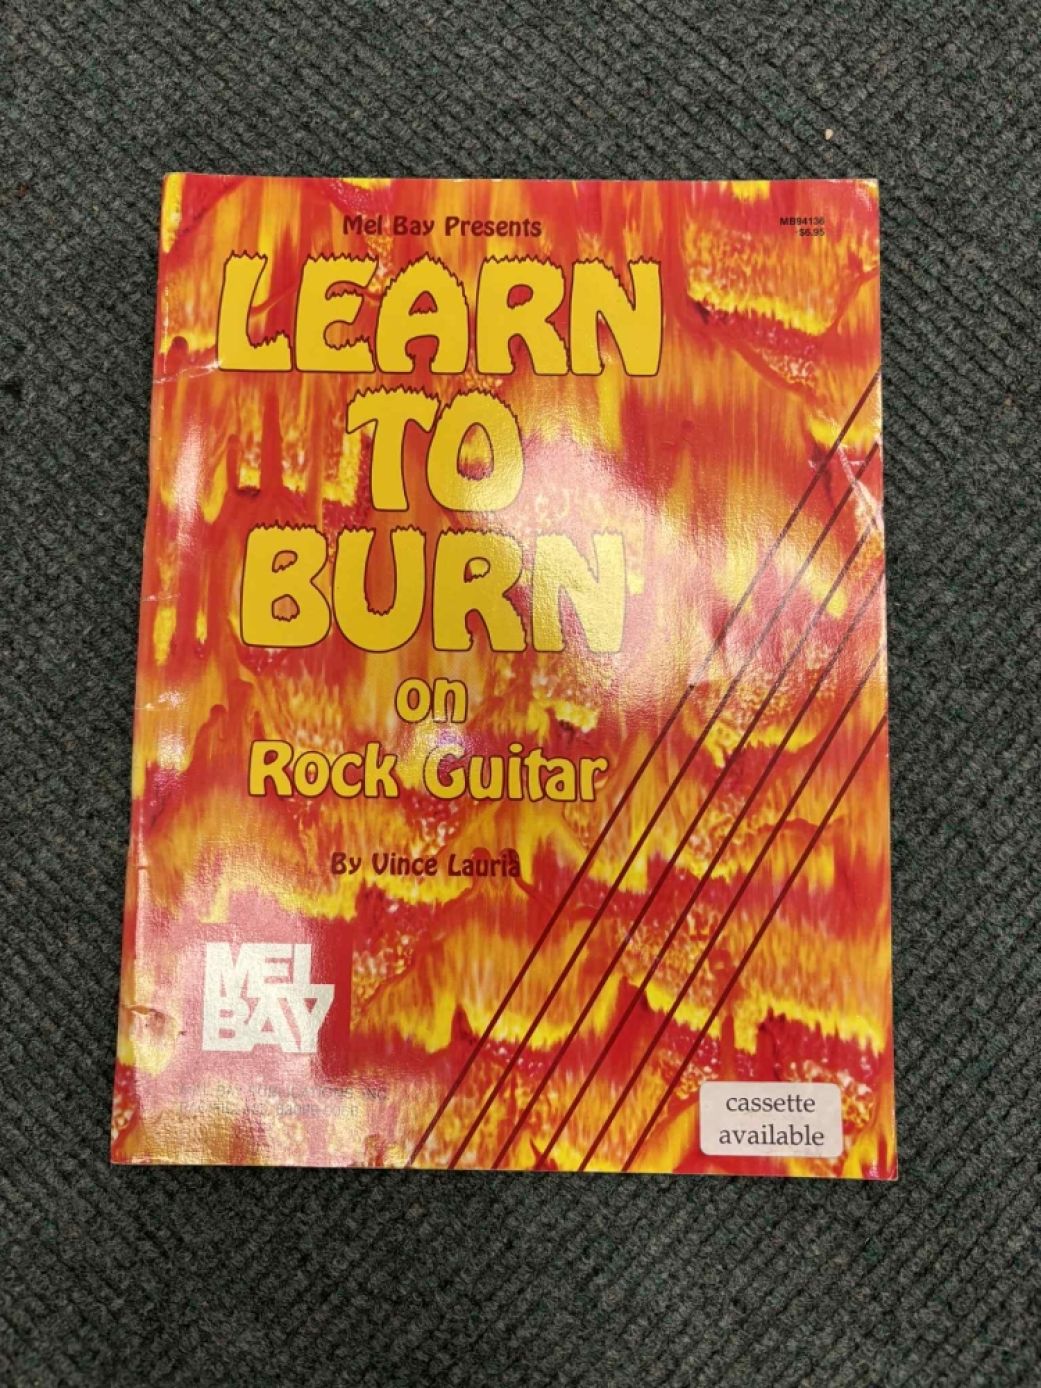 Mel Bay Presents
MB94136
$6.95
LEARN
TO
BURN
on
Rock Guitar
By Vince Lauria
MEL
BAY
cassette
available